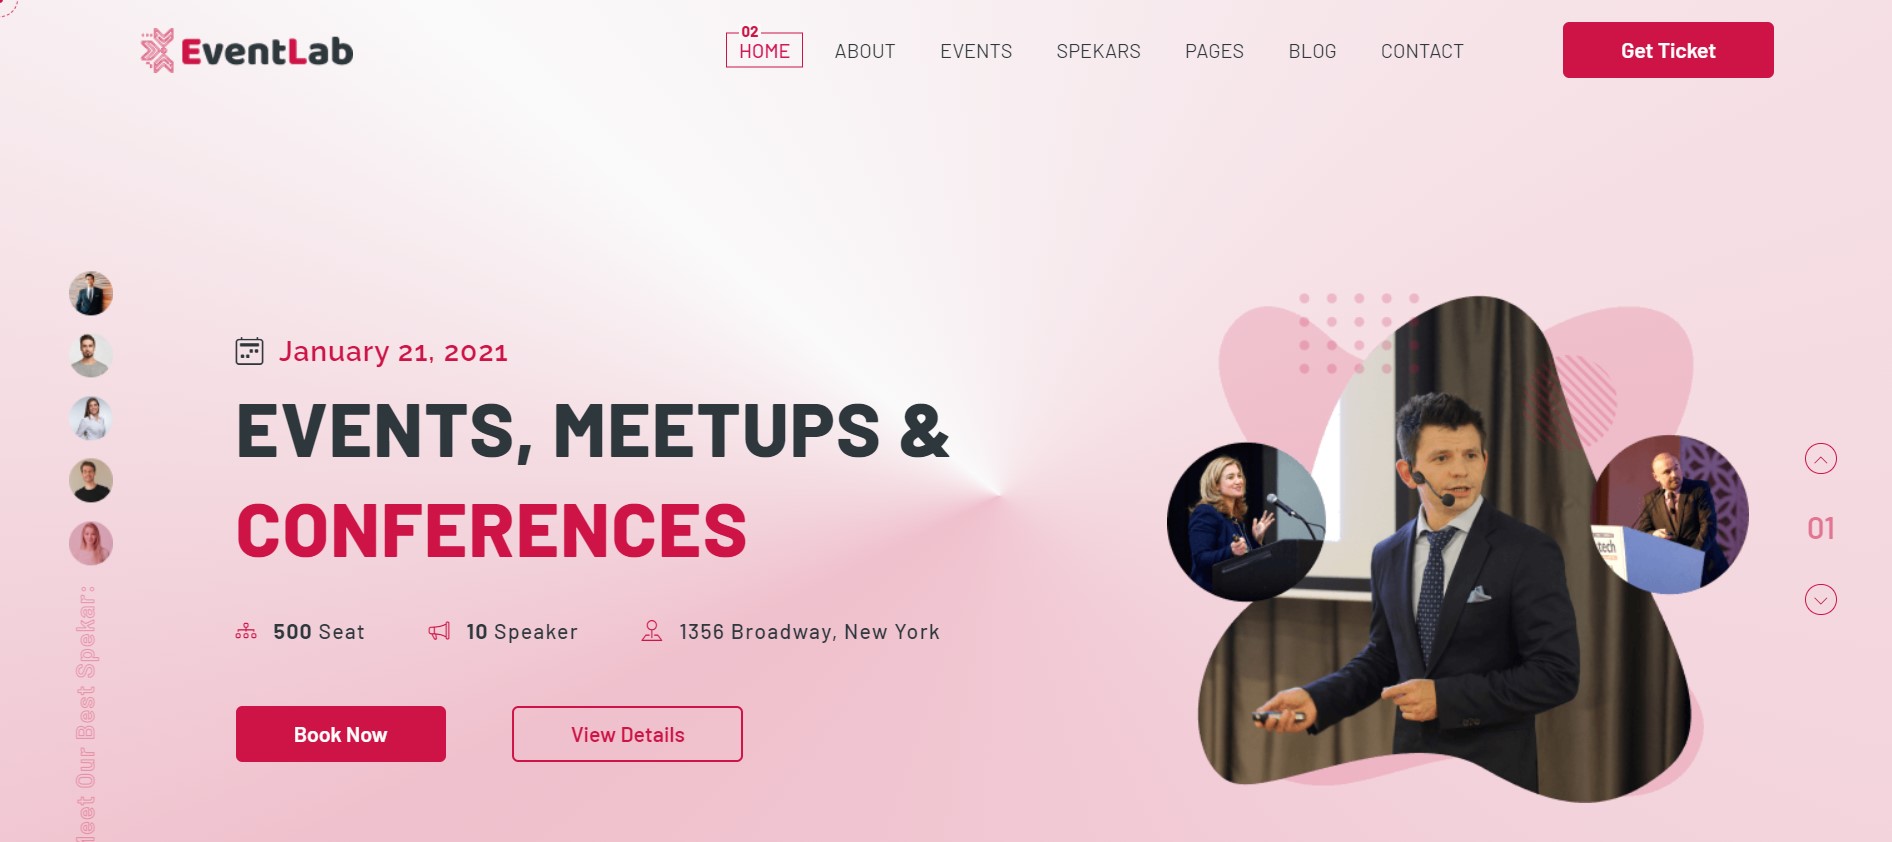 EventLab
02
HOME
ABOUT
EVENTS
SPEKARS
PAGES
BLOG
CONTACT
Get Ticket
January 21, 2021
EVENTS, MEETUPS &
CONFERENCES
500 Seat
10 Speaker
1356 Broadway, New York
Book Now
View Details
eet Our Best Spekar:
tech
01